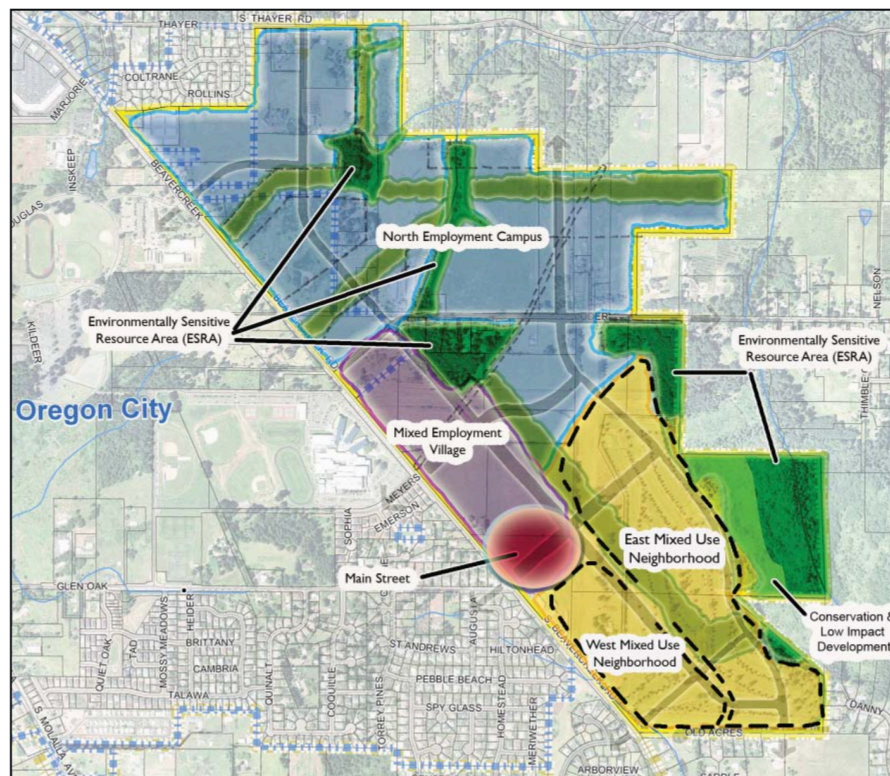 S THAYER RD
THAYER
COLTRANE
ROLLINS
MARJORIE
BEAVERCREEK
INSKEEP
DOUGLAS
North Employment Campus
NELSON
KILDEER
Environmentally Sensitive
Resource Area (ESRA)
Environmentally Sensitive
Resource Area (ESRA)
Oregon City
Mixed Employment
Village
MEYERS
EMERSON
SOPHIA
East Mixed Use
Neighborhood
Main Street
GLEN OAK
Conservation &
Low Impact
Development
AUGUSTA
West Mixed Use
Neighborhood
QUIET OAK
TAD
MOSSY MEADOWS
HEIDER
BRITTANY
CAMBRIA
TALAWA
QUINALT
COQUILLE
TORREY PINES
ST ANDREWS
HILTONHEAD
PEBBLE BEACH
SPY GLASS
HOMESTEAD
MERIWETHER
DANNY
OLD ACRES
S MOLALLA AVE
ARBORVIEW